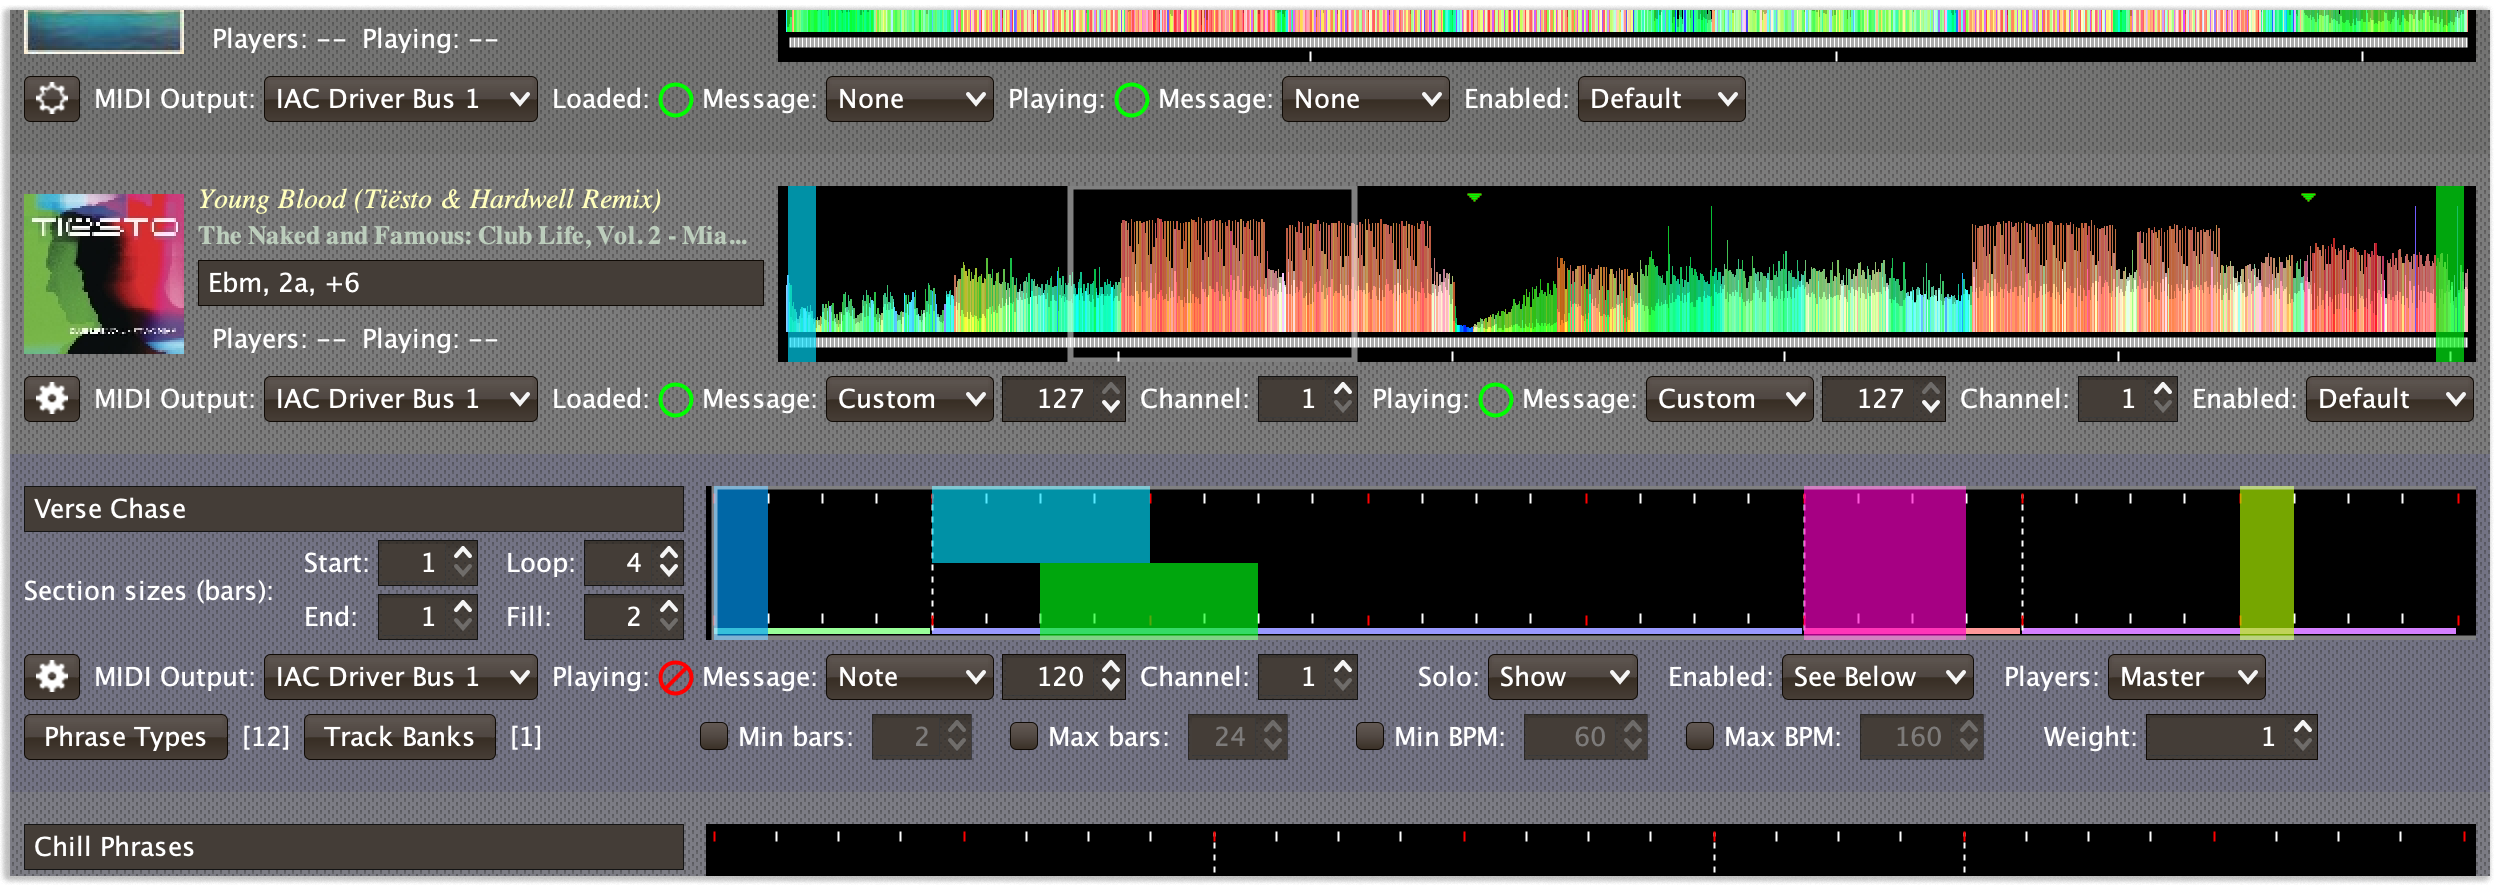 Players: -- Playing: --
MIDI Output: IAC Driver Bus 1 Loaded: Message: None Playing: Message: None Enabled: Default
Young Blood (Tiësto & Hardwell Remix)
TIËSTO
The Naked and Famous: Club Life, Vol. 2 - Mia...
Ebm, 2a, +6
Players: -- Playing: --
MIDI Output: IAC Driver Bus 1 Loaded: Message: Custom 127 Channel: 1 Playing: Message: Custom 127 Channel: 1 Enabled: Default
Verse Chase
Start: 1 Loop: 4
Section sizes (bars):
End: 1 Fill: 2
MIDI Output: IAC Driver Bus 1 Playing: Message: Note 120 Channel: 1 Solo: Show Enabled: See Below Players: Master
Phrase Types [12] Track Banks [1] Min bars: 2 Max bars: 24 Min BPM: 60 Max BPM: 160 Weight: 1
Chill Phrases